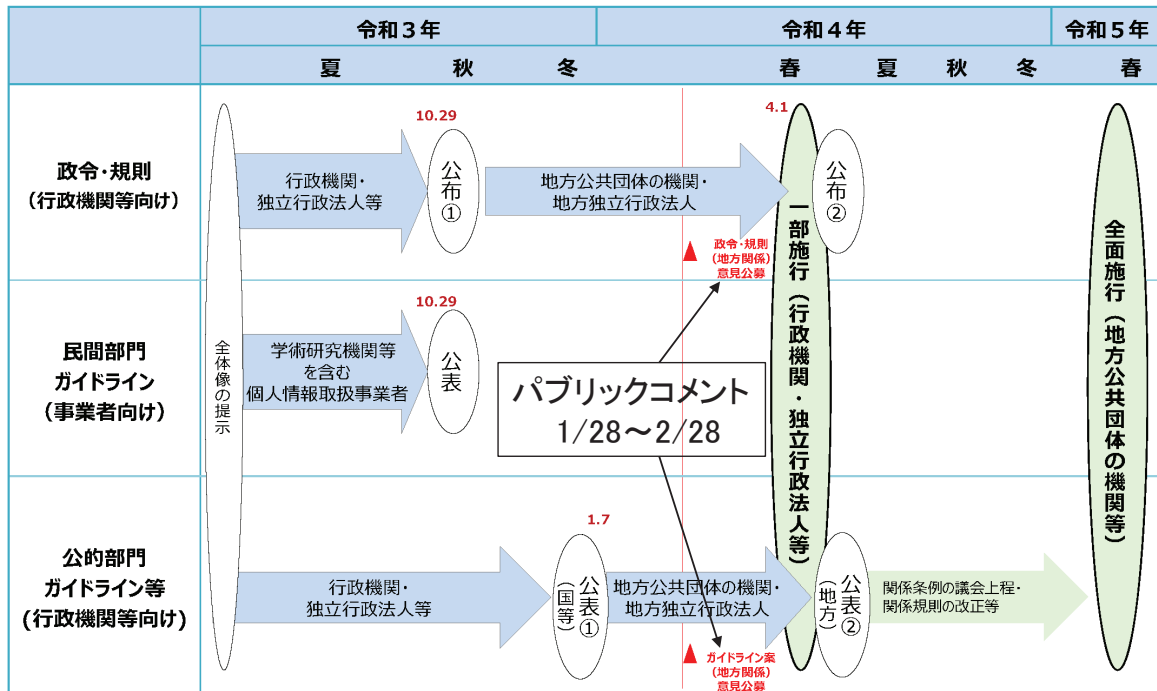 令和３年
令和４年
令和５年
夏
秋
冬
春
夏
秋
冬
春
政令・規則
(行政機関等向け)
民間部門
ガイドライン
(事業者向け)
公的部門
ガイドライン等
(行政機関等向け)
全体像の提示
10.29
行政機関・
独立行政法人等
公布①
地方公共団体の機関・
地方独立行政法人
4.1
一部施行（行政機関・独立行政法人等）
公布②
政令・規則
(地方関係)
意見公募
全面施行（地方公共団体の機関等）
10.29
学術研究機関等
を含む
個人情報取扱事業者
公表
パブリックコメント
1/28～2/28
1.7
行政機関・
独立行政法人等
公表①
(国等)
地方公共団体の機関・
地方独立行政法人
公表②
(地方)
関係条例の議会上程・
関係規則の改正等
ガイドライン案
(地方関係)
意見公募